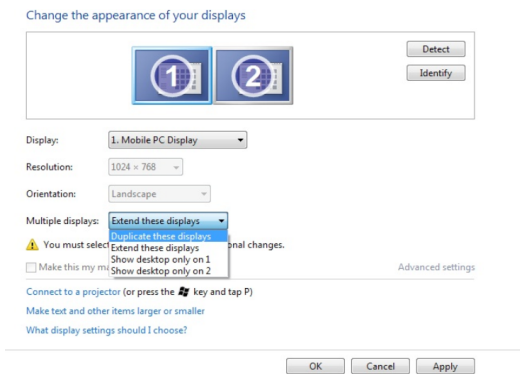 Change the appearance of your displays
1
2
Detect
Identify
Display:
1. Mobile PC Display
Resolution:
1024 × 768
Orientation:
Landscape
Multiple displays:
Extend these displays
Duplicate these displays
Extend these displays
Show desktop only on 1
Show desktop only on 2
You must select
onal changes.
Make this my
Advanced settings
Connect to a projector (or press the key and tap P)
Make text and other items larger or smaller
What display settings should I choose?
OK
Cancel
Apply